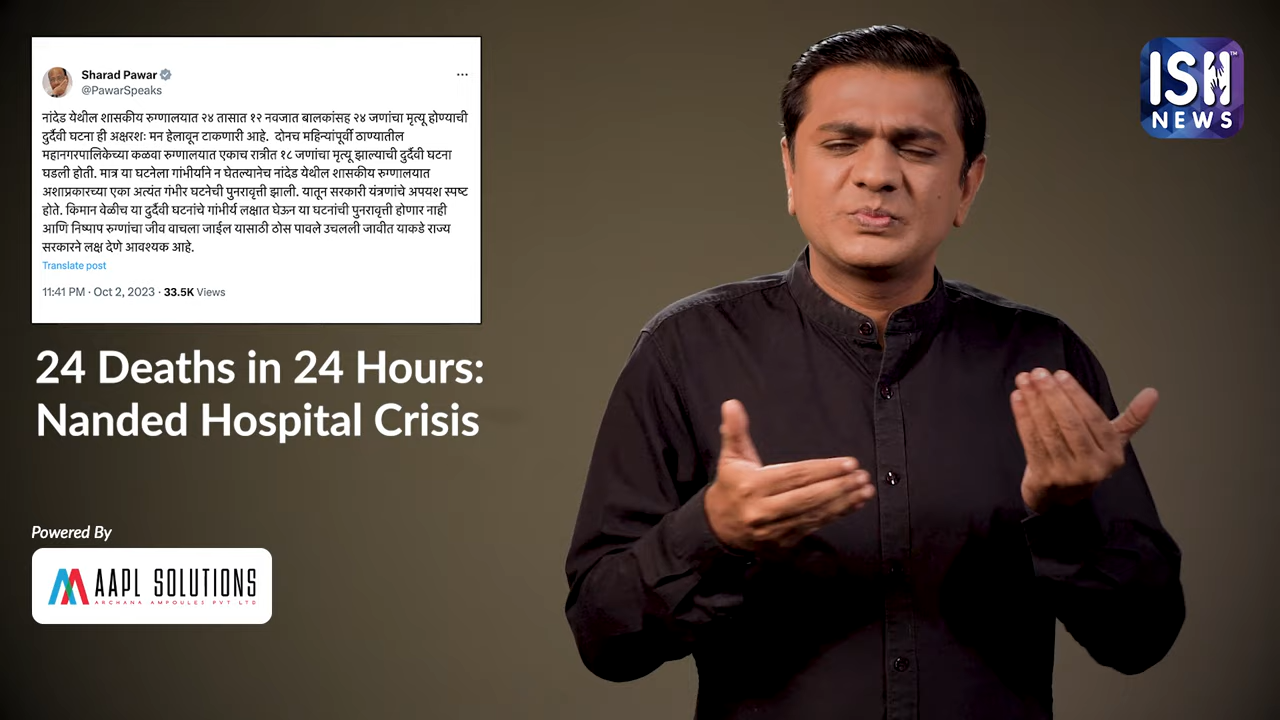 Sharad Pawar
@PawarSpeaks
नांदेड येथील शासकीय रुग्णालयात २४ तासात १२ नवजात बालकांसह २४ जणांचा मृत्यू होण्याची
दुर्दैवी घटना ही अक्षरशः मन हेलावून टाकणारी आहे. दोनच महिन्यांपूर्वी ठाण्यातील
महानगरपालिकेच्या कळवा रुग्णालयात एकाच रात्रीत १८ जणांचा मृत्यू झाल्याची दुर्दैवी घटना
घडली होती. मात्र या घटनेला गांभीर्याने न घेतल्यानेच नांदेड येथील शासकीय रुग्णालयात
अशाप्रकारच्या एका अत्यंत गंभीर घटनेची पुनरावृत्ती झाली. यातून सरकारी यंत्रणांचे अपयश स्पष्ट
होते. किमान वेळीच या दुर्दैवी घटनांचे गांभीर्य लक्षात घेऊन या घटनांची पुनरावृत्ती होणार नाही
आणि निष्पाप रुग्णांचा जीव वाचला जाईल यासाठी ठोस पावले उचलली जावीत याकडे राज्य
सरकारने लक्ष देणे आवश्यक आहे.
Translate post
11:41 PM · Oct 2, 2023 · 33.5K Views
24 Deaths in 24 Hours:
Nanded Hospital Crisis
Powered By
AAPL SOLUTIONS
ARCHANA AMPOULES PVT LTD
ISH TM
NEWS